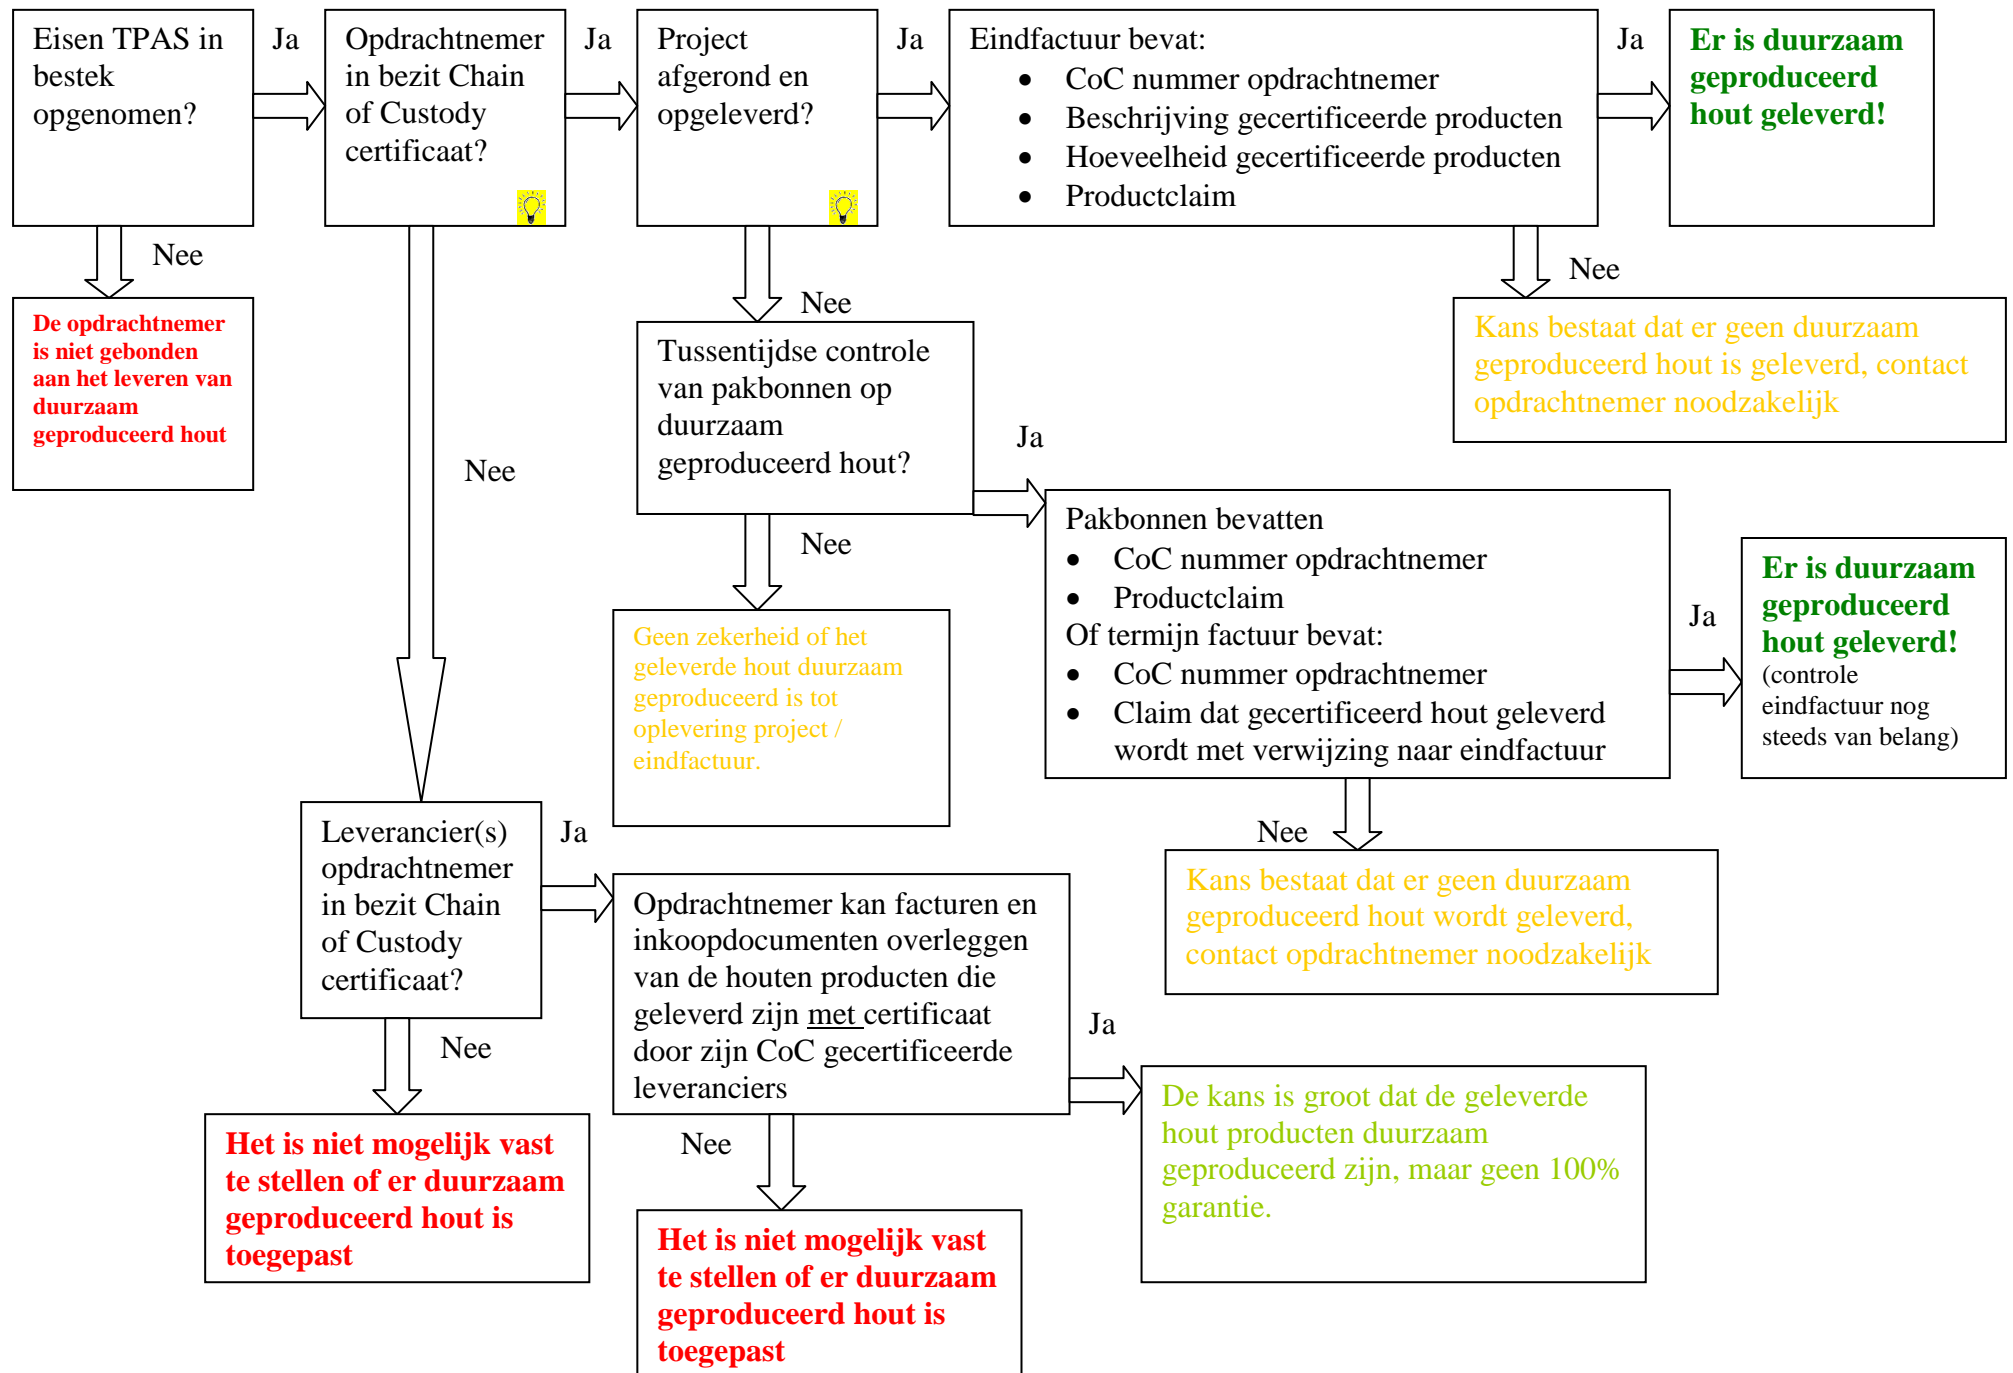 Eisen TPAS in
bestek
opgenomen?
Ja
Opdrachtnemer
in bezit Chain
of Custody
certificaat?
Ja
Project
afgerond en
opgeleverd?
Ja
Eindfactuur bevat:
• CoC nummer opdrachtnemer
• Beschrijving gecertificeerde producten
• Hoeveelheid gecertificeerde producten
• Productclaim
Ja
Er is duurzaam
geproduceerd
hout geleverd!
Nee
De opdrachtnemer
is niet gebonden
aan het leveren van
duurzaam
geproduceerd hout
Nee
Nee
Tussentijdse controle
van pakbonnen op
duurzaam
geproduceerd hout?
Nee
Kans bestaat dat er geen duurzaam
geproduceerd hout is geleverd, contact
opdrachtnemer noodzakelijk
Ja
Nee
Geen zekerheid of het
geleverde hout duurzaam
geproduceerd is tot
oplevering project /
eindfactuur.
Pakbonnen bevatten
• CoC nummer opdrachtnemer
• Productclaim
Of termijn factuur bevat:
• CoC nummer opdrachtnemer
• Claim dat gecertificeerd hout geleverd
wordt met verwijzing naar eindfactuur
Ja
Er is duurzaam
geproduceerd
hout geleverd!
(controle
eindfactuur nog
steeds van belang)
Nee
Kans bestaat dat er geen duurzaam
geproduceerd hout wordt geleverd,
contact opdrachtnemer noodzakelijk
Leverancier(s)
opdrachtnemer
in bezit Chain
of Custody
certificaat?
Ja
Opdrachtnemer kan facturen en
inkoopdocumenten overleggen
van de houten producten die
geleverd zijn met certificaat
door zijn CoC gecertificeerde
leveranciers
Ja
De kans is groot dat de geleverde
hout producten duurzaam
geproduceerd zijn, maar geen 100%
garantie.
Nee
Het is niet mogelijk vast
te stellen of er duurzaam
geproduceerd hout is
toegepast
Nee
Het is niet mogelijk vast
te stellen of er duurzaam
geproduceerd hout is
toegepast